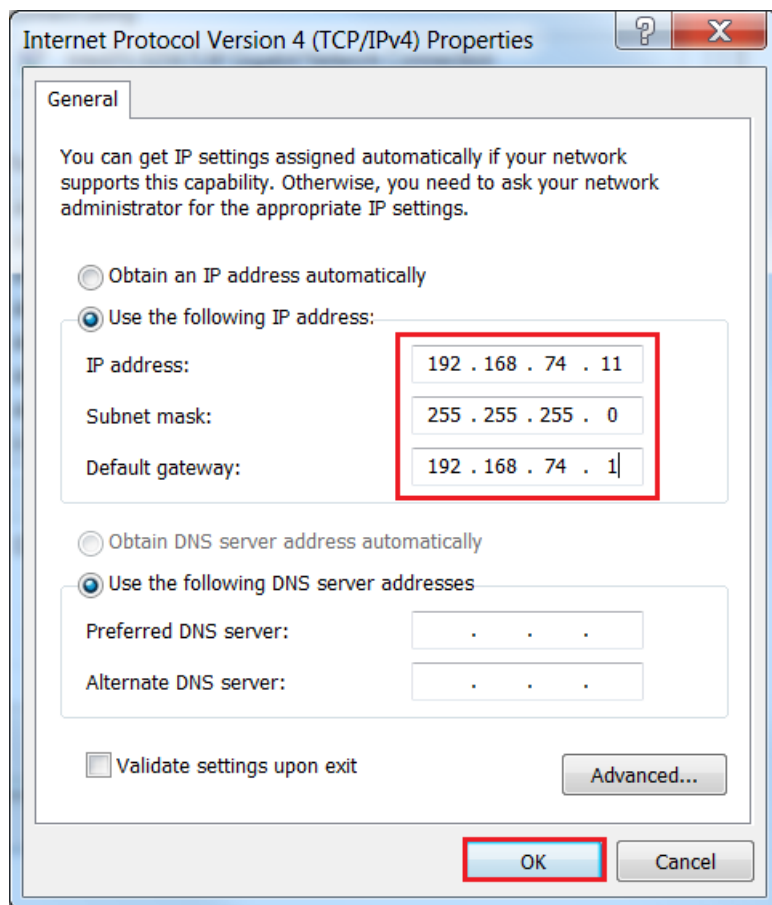 Internet Protocol Version 4 (TCP/IPv4) Properties
General
You can get IP settings assigned automatically if your network
supports this capability. Otherwise, you need to ask your network
administrator for the appropriate IP settings.
Obtain an IP address automatically
Use the following IP address:
IP address: 192 . 168 . 74 . 11
Subnet mask: 255 . 255 . 255 . 0
Default gateway: 192 . 168 . 74 . 1
Obtain DNS server address automatically
Use the following DNS server addresses
Preferred DNS server: . . .
Alternate DNS server: . . .
Validate settings upon exit
Advanced...
OK Cancel